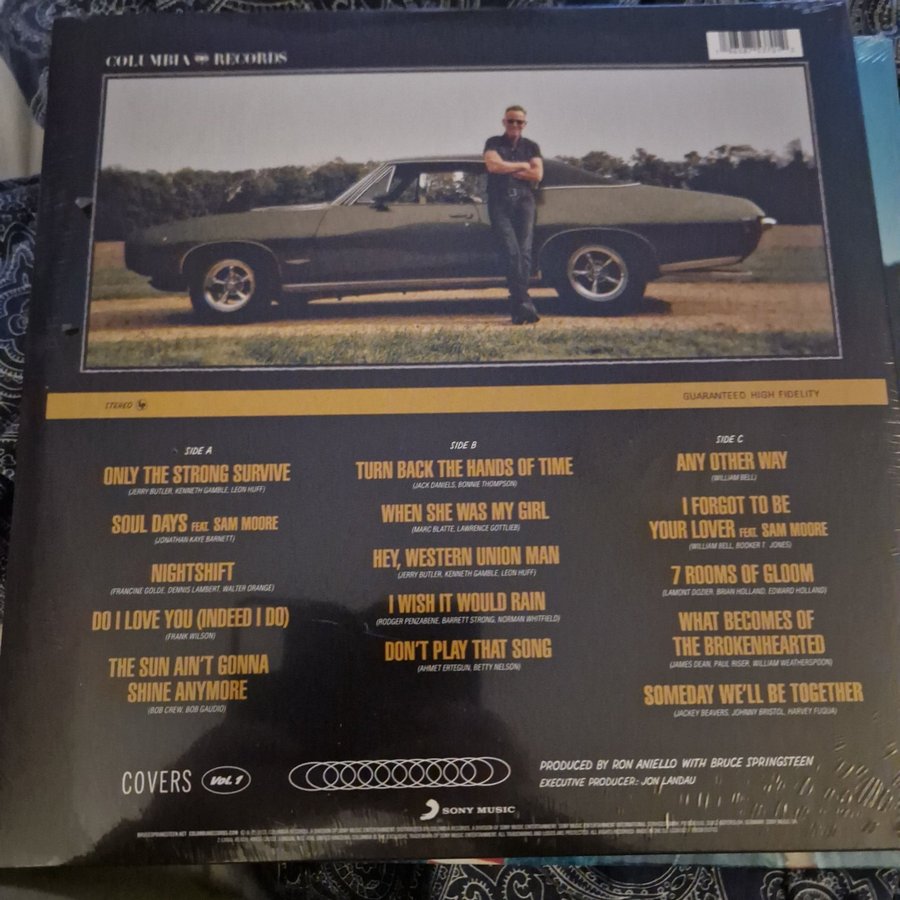 COLUMBIA RECORDS
STEREO
GUARANTEED HIGH FIDELITY
SIDE A
ONLY THE STRONG SURVIVE
(JERRY BUTLER, KENNETH GAMBLE, LEON HUFF)
SOUL DAYS FEAT. SAM MOORE
(JONATHAN KAYE BARNETT)
NIGHTSHIFT
(FRANCINE GOLDE, DENNIS LAMBERT, WALTER ORANGE)
DO I LOVE YOU (INDEED I DO)
(FRANK WILSON)
THE SUN AIN'T GONNA
SHINE ANYMORE
(BOB CREW, BOB GAUDIO)
SIDE B
TURN BACK THE HANDS OF TIME
(JACK DANIELS, BONNIE THOMPSON)
WHEN SHE WAS MY GIRL
(MARC BLATTE, LAWRENCE GOTTLIEB)
HEY, WESTERN UNION MAN
(JERRY BUTLER, KENNETH GAMBLE, LEON HUFF)
I WISH IT WOULD RAIN
(RODGER PENZABENE, BARRETT STRONG, NORMAN WHITFIELD)
DON'T PLAY THAT SONG
(AHMET ERTEGUN, BETTY NELSON)
SIDE C
ANY OTHER WAY
(WILLIAM BELL)
I FORGOT TO BE
YOUR LOVER FEAT. SAM MOORE
(WILLIAM BELL, BOOKER T. JONES)
7 ROOMS OF GLOOM
(LAMONT DOZIER, BRIAN HOLLAND, EDWARD HOLLAND)
WHAT BECOMES OF
THE BROKENHEARTED
(JAMES DEAN, PAUL RISER, WILLIAM WEATHERSPOON)
SOMEDAY WE'LL BE TOGETHER
(JACKEY BEAVERS, JOHNNY BRISTOL, HARVEY FUQUA)
COVERS VOL. 1
PRODUCED BY RON ANIELLO WITH BRUCE SPRINGSTEEN
EXECUTIVE PRODUCER: JON LANDAU
SONY MUSIC